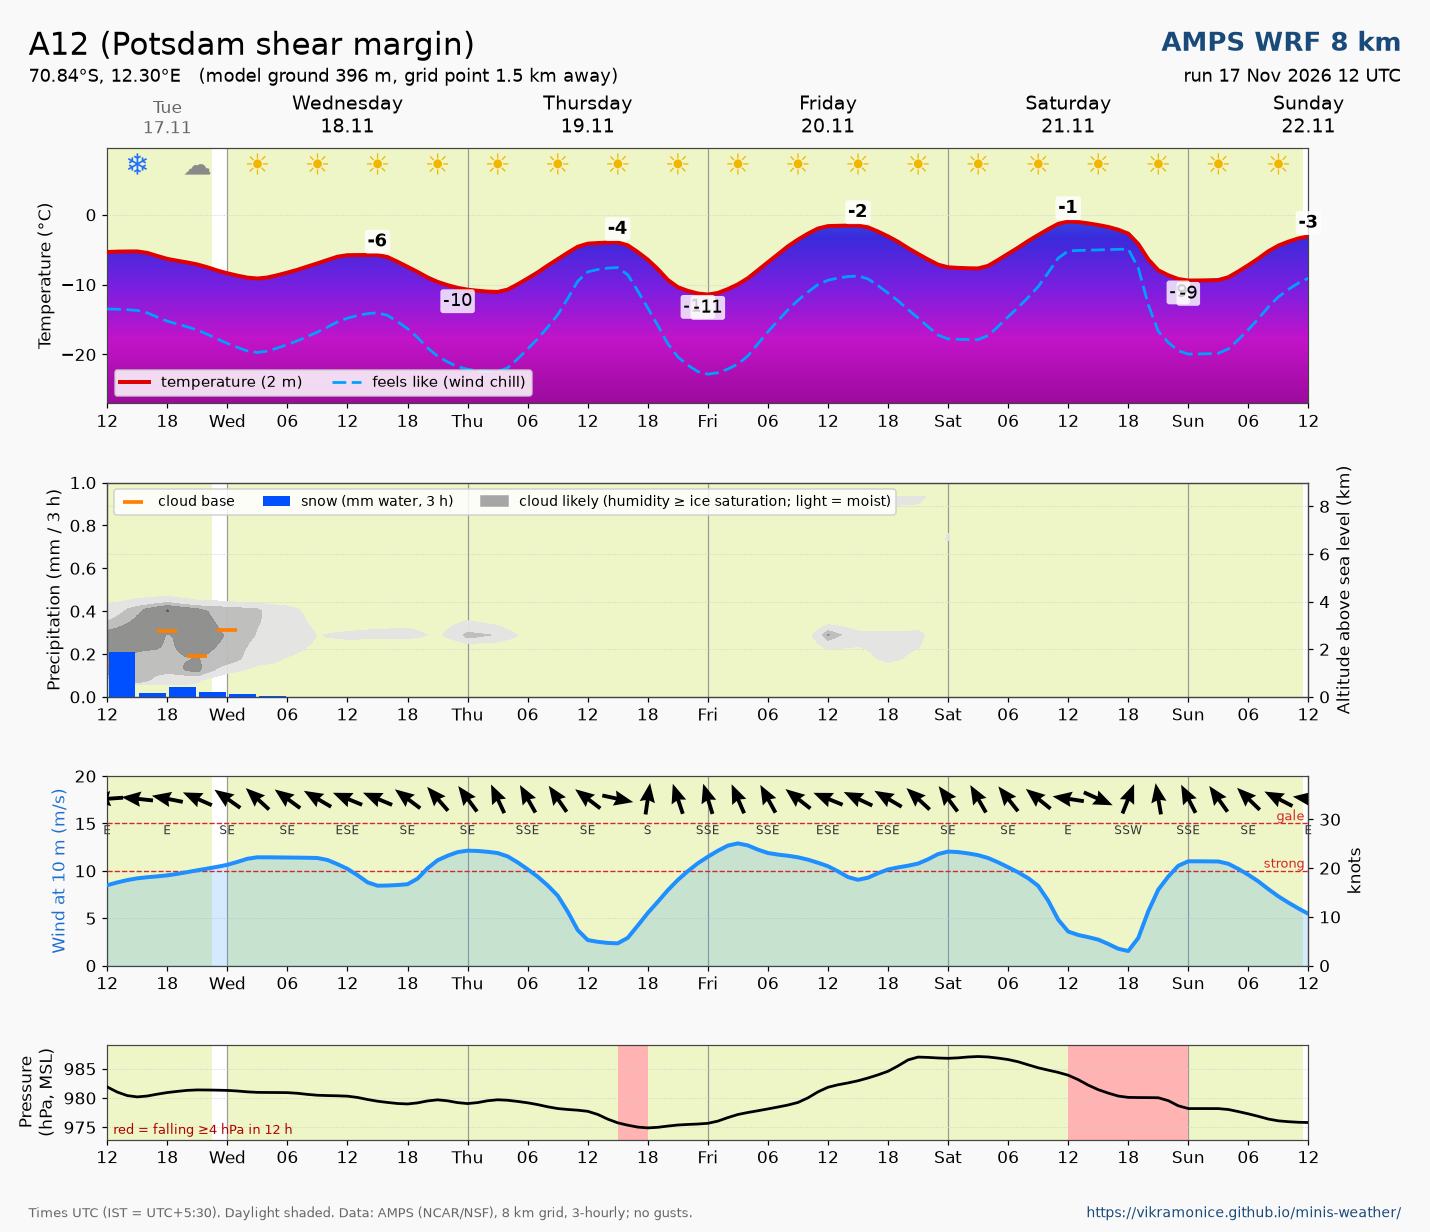 A12 (Potsdam shear margin)
AMPS WRF 8 km
70.84°S, 12.30°E (model ground 396 m, grid point 1.5 km away)
run 17 Nov 2026 12 UTC
Tue Wednesday Thursday Friday Saturday Sunday
17.11 18.11 19.11 20.11 21.11 22.11
Temperature (°C)
0
−10
−20
-6 -4 -2 -1 -3
-10 -11 -9
temperature (2 m) feels like (wind chill)
12 18 Wed 06 12 18 Thu 06 12 18 Fri 06 12 18 Sat 06 12 18 Sun 06 12
Precipitation (mm / 3 h)
1.0
0.8
0.6
0.4
0.2
0.0
cloud base snow (mm water, 3 h) cloud likely (humidity ≥ ice saturation; light = moist)
Altitude above sea level (km)
8
6
4
2
0
12 18 Wed 06 12 18 Thu 06 12 18 Fri 06 12 18 Sat 06 12 18 Sun 06 12
Wind at 10 m (m/s)
20
15
10
5
0
E E SE SE ESE SE SE SSE SE S SSE SSE ESE ESE SE SE E SSW SSE SE E
gale
strong
knots
30
20
10
0
12 18 Wed 06 12 18 Thu 06 12 18 Fri 06 12 18 Sat 06 12 18 Sun 06 12
Pressure
(hPa, MSL)
985
980
975
red = falling ≥4 hPa in 12 h
12 18 Wed 06 12 18 Thu 06 12 18 Fri 06 12 18 Sat 06 12 18 Sun 06 12
Times UTC (IST = UTC+5:30). Daylight shaded. Data: AMPS (NCAR/NSF), 8 km grid, 3-hourly; no gusts.
https://vikramonice.github.io/minis-weather/